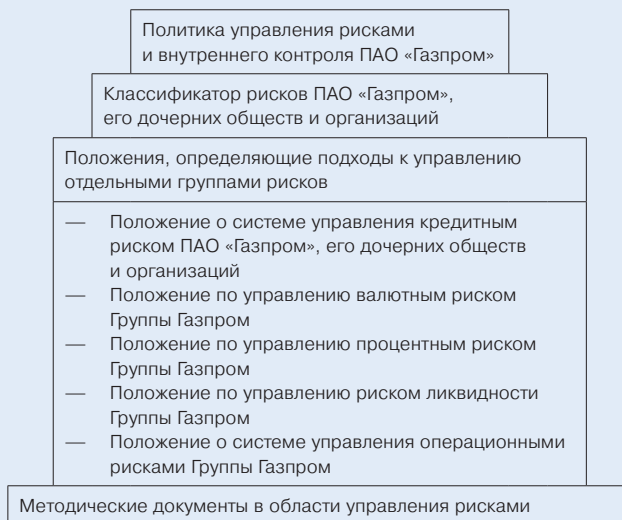 Политика управления рисками
и внутреннего контроля ПАО «Газпром»
Классификатор рисков ПАО «Газпром»,
его дочерних обществ и организаций
Положения, определяющие подходы к управлению
отдельными группами рисков
— Положение о системе управления кредитным
риском ПАО «Газпром», его дочерних обществ
и организаций
— Положение по управлению валютным риском
Группы Газпром
— Положение по управлению процентным риском
Группы Газпром
— Положение по управлению риском ликвидности
Группы Газпром
— Положение о системе управления операционными
рисками Группы Газпром
Методические документы в области управления рисками